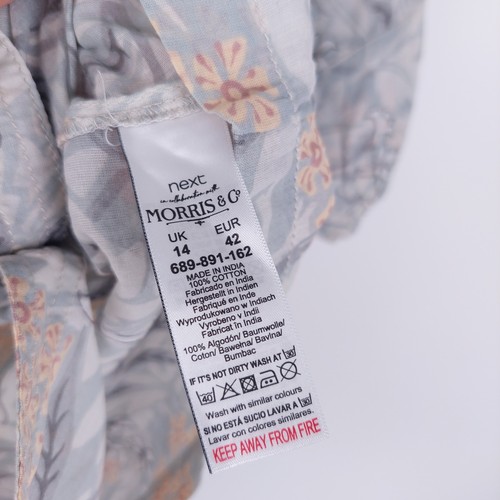 next
in collaboration with
MORRIS & Co
UK EUR
14 42
689-891-162
MADE IN INDIA
100% COTTON
Fabricado en India
Hergestellt in Indien
Fabriqué en Inde
Wyprodukowano w Indiach
Vyrobeno v Indii
Fabricat în India
100% Algodón/ Baumwolle/
Coton/ Bawełna/ Bavlna/
Bumbac
IF IT'S NOT DIRTY WASH AT 30
40
Wash with similar colours
SI NO ESTÁ SUCIO LAVAR A 30
Lavar con colores similares.
KEEP AWAY FROM FIRE